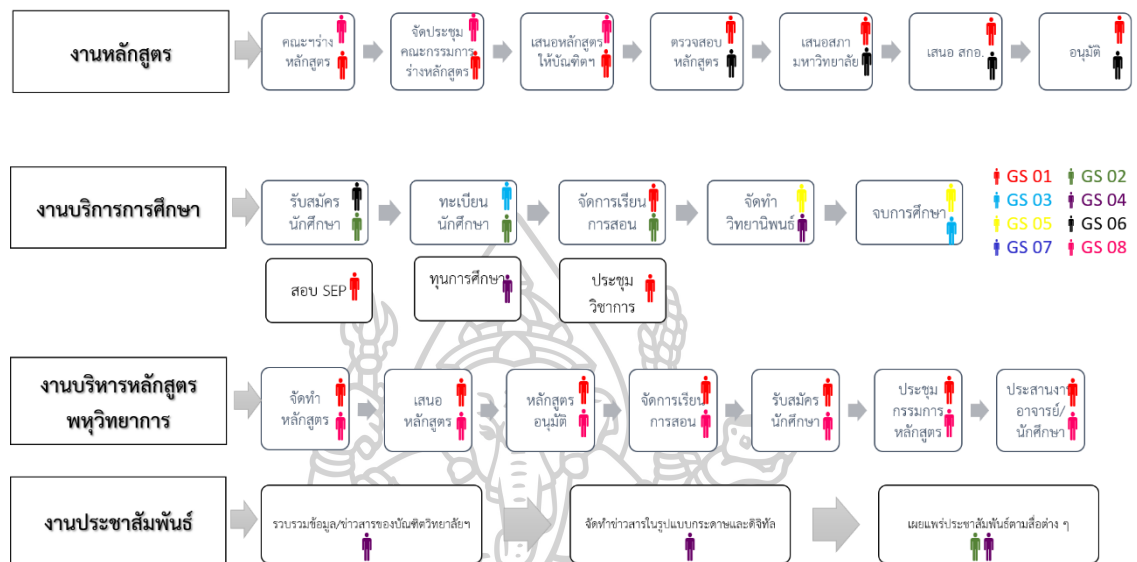 งานหลักสูตร
คณะฯร่าง
หลักสูตร
จัดประชุม
คณะกรรมการ
ร่างหลักสูตร
เสนอหลักสูตร
ให้บัณฑิตฯ
ตรวจสอบ
หลักสูตร
เสนอสภา
มหาวิทยาลัย
เสนอ สกอ.
อนุมัติ
งานบริการการศึกษา
รับสมัคร
นักศึกษา
ทะเบียน
นักศึกษา
จัดการเรียน
การสอน
จัดทำ
วิทยานิพนธ์
จบการศึกษา
GS 01 GS 02
GS 03 GS 04
GS 05 GS 06
GS 07 GS 08
สอบ SEP
ทุนการศึกษา
ประชุม
วิชาการ
งานบริหารหลักสูตร
พหุวิทยาการ
จัดทำ
หลักสูตร
เสนอ
หลักสูตร
หลักสูตร
อนุมัติ
จัดการเรียน
การสอน
รับสมัคร
นักศึกษา
ประชุม
กรรมการ
หลักสูตร
ประสานงาน
อาจารย์/
นักศึกษา
งานประชาสัมพันธ์
รวบรวมข้อมูล/ข่าวสารของบัณฑิตวิทยาลัยฯ
จัดทำข่าวสารในรูปแบบกระดาษและดิจิทัล
เผยแพร่ประชาสัมพันธ์ตามสื่อต่าง ๆ